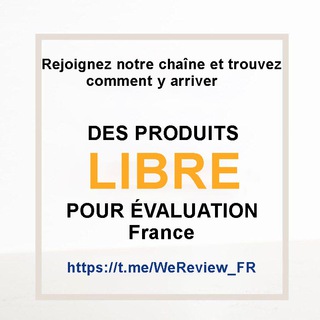 Rejoignez notre chaîne et trouvez
comment y arriver
DES PRODUITS
LIBRE
POUR ÉVALUATION
France
https://t.me/WeReview_FR